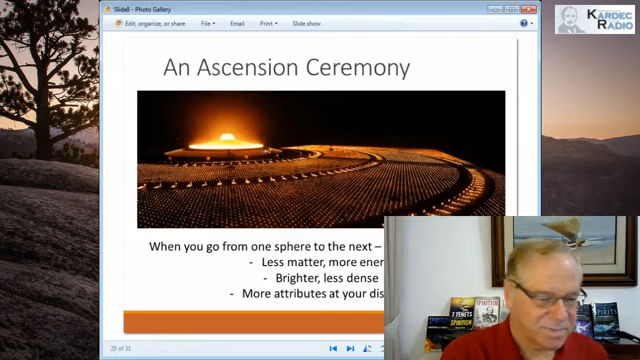 Slide8 - Photo Gallery
Edit, organize, or share
File
Email
Print
Slide show
KARDEC
RADIO
An Ascension Ceremony
When you go from one sphere to the next –
- Less matter, more ener
- Brighter, less dense
- More attributes at your dis
7 TENETS
SPIRITISM
SPIRITISM
SPIRITS
29 of 31